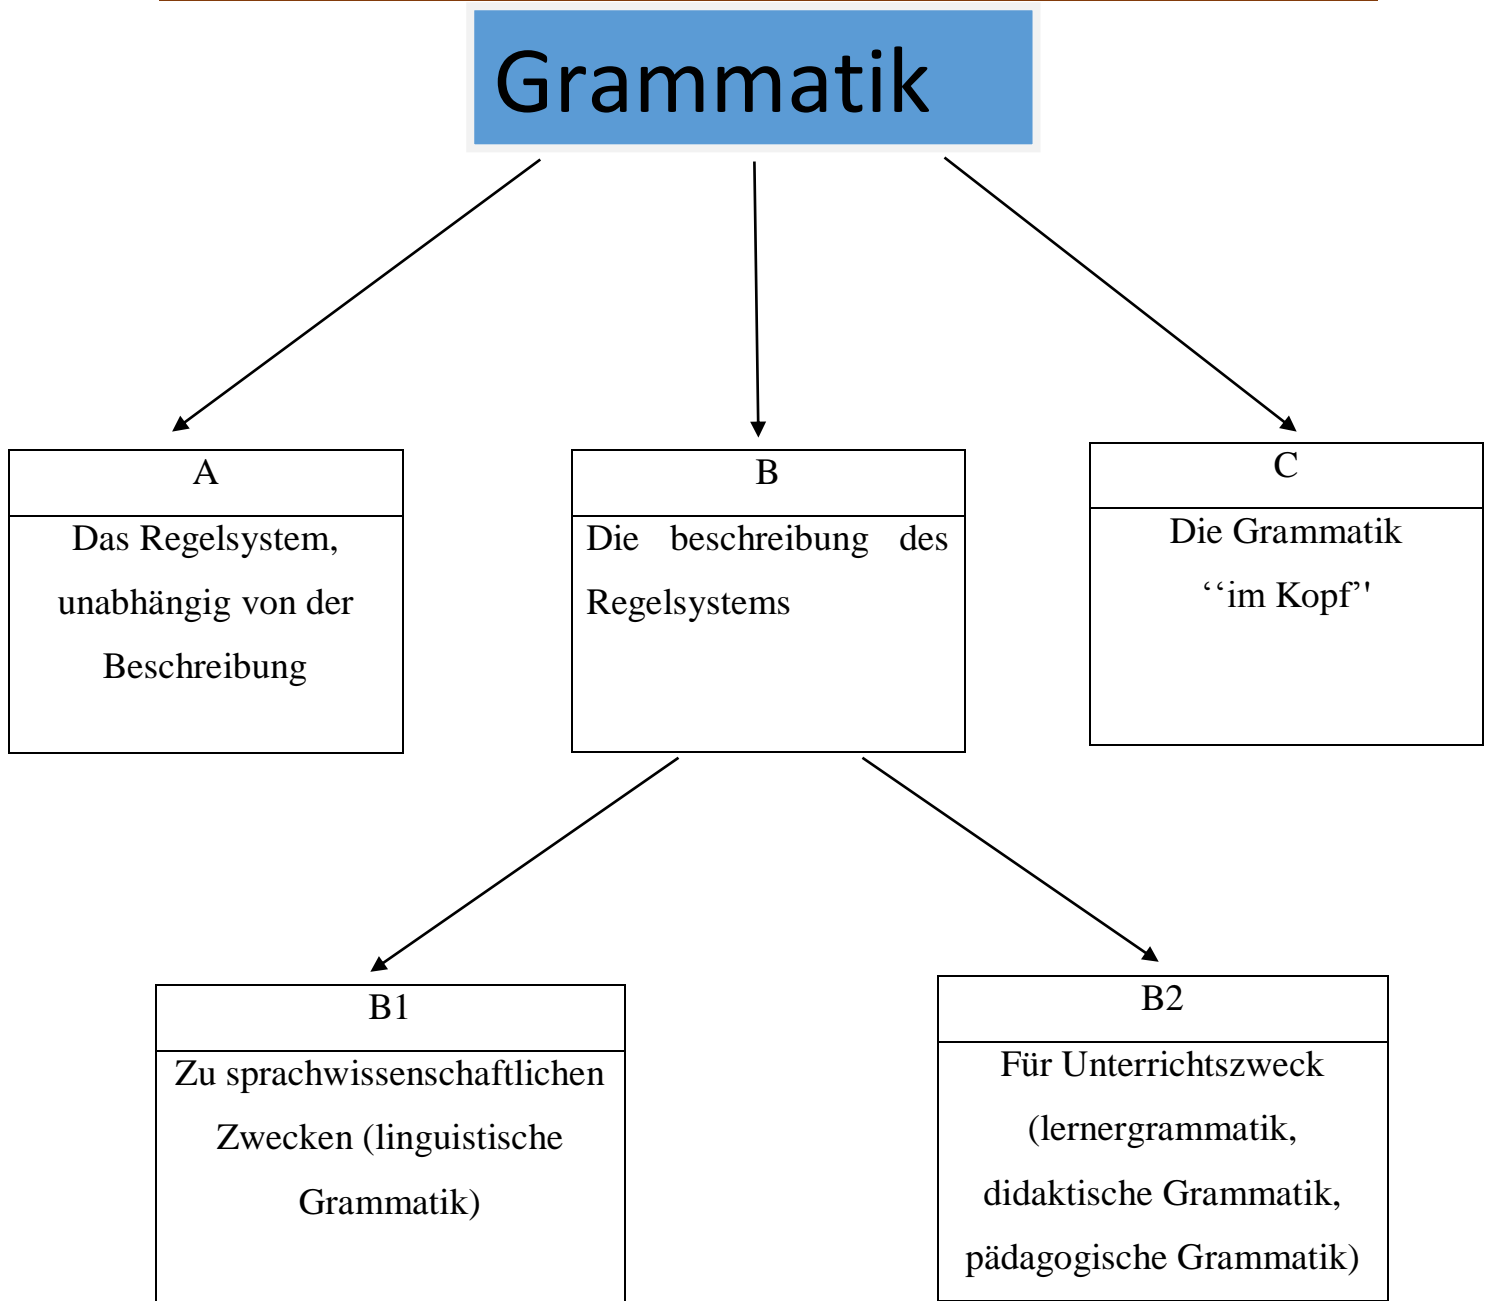 Grammatik
A
Das Regelsystem,
unabhängig von der
Beschreibung
B
Die beschreibung des
Regelsystems
C
Die Grammatik
‘‘im Kopf’'
B1
Zu sprachwissenschaftlichen
Zwecken (linguistische
Grammatik)
B2
Für Unterrichtszweck
(lernergrammatik,
didaktische Grammatik,
pädagogische Grammatik)